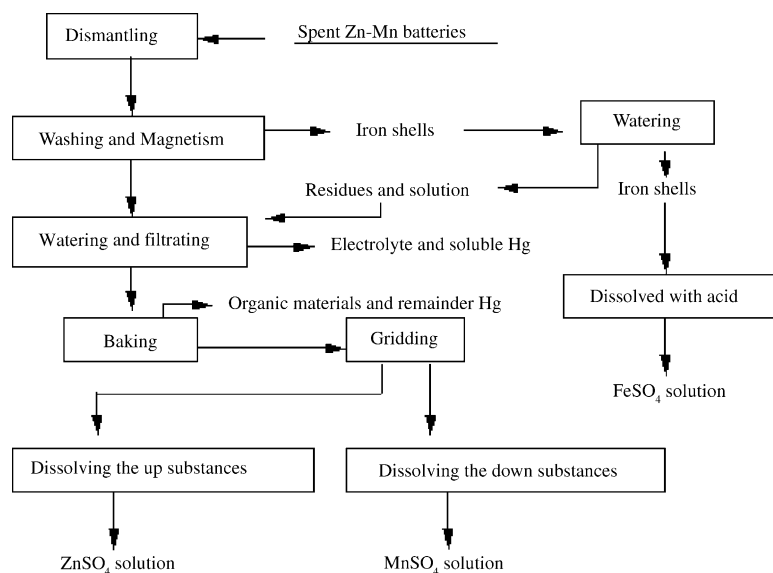 Dismantling
Spent Zn-Mn batteries
Washing and Magnetism
Iron shells
Watering
Residues and solution
Iron shells
Watering and filtrating
Electrolyte and soluble Hg
Organic materials and remainder Hg
Dissolved with acid
Baking
Gridding
FeSO₄ solution
Dissolving the up substances
Dissolving the down substances
ZnSO₄ solution
MnSO₄ solution